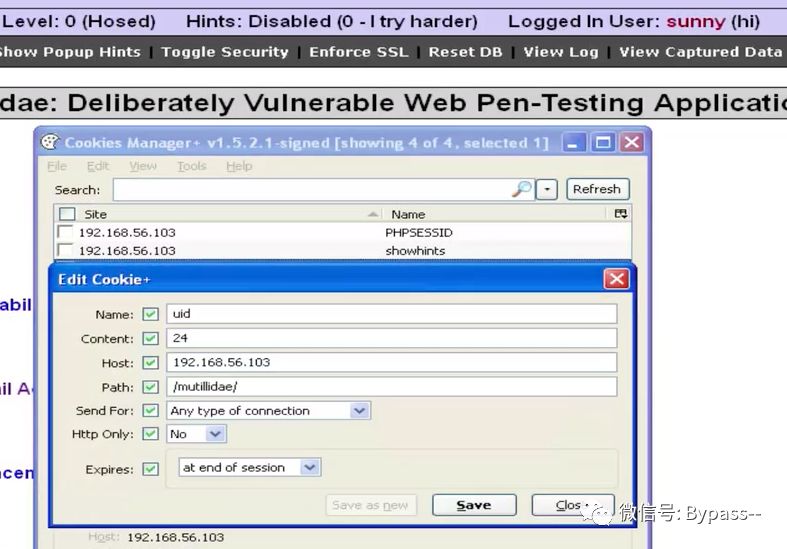 Level: 0 (Hosed) Hints: Disabled (0 - I try harder) Logged In User: sunny (hi)
Show Popup Hints | Toggle Security | Enforce SSL | Reset DB | View Log | View Captured Data
dae: Deliberately Vulnerable Web Pen-Testing Applicatio
Cookies Manager+ v1.5.2.1-signed [showing 4 of 4, selected 1]
File Edit View Tools Help
Search: Refresh
Site Name
192.168.56.103 PHPSESSID
192.168.56.103 showhints
Edit Cookie+
abil
Name: uid
Content: 24
Host: 192.168.56.103
Path: /mutillidae/
ail A
Send For: Any type of connection
Http Only: No
Expires: at end of session
Save as new Save Clos
微信号: Bypass--
Host: 192.168.56.103